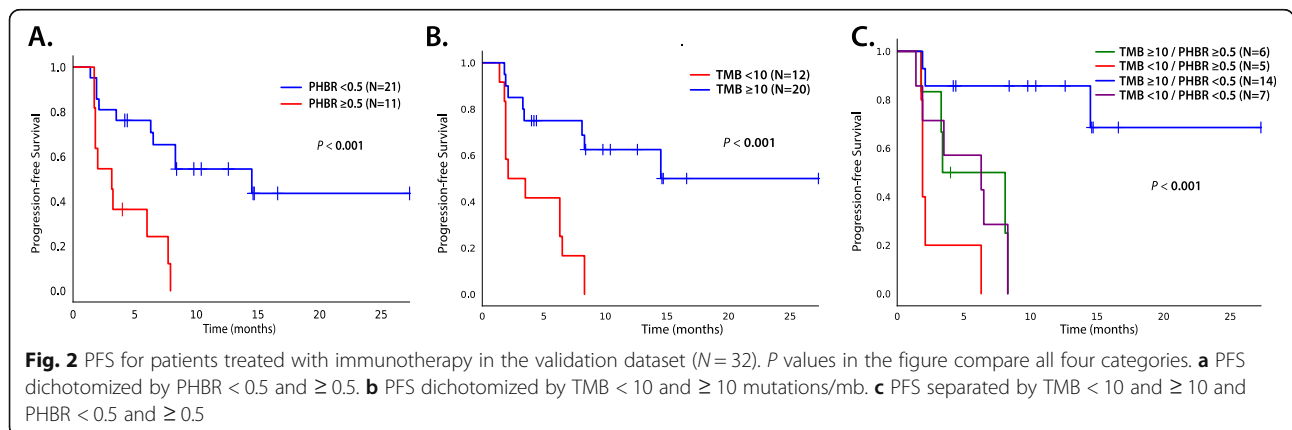 A.
PHBR <0.5 (N=21)
PHBR ≥0.5 (N=11)
P < 0.001
Progression-free Survival
1.0
0.8
0.6
0.4
0.2
0.0
0 5 10 15 20 25
Time (months)
B.
TMB <10 (N=12)
TMB ≥10 (N=20)
P < 0.001
Progression-free Survival
1.0
0.8
0.6
0.4
0.2
0.0
0 5 10 15 20 25
Time (months)
C.
TMB ≥10 / PHBR ≥0.5 (N=6)
TMB <10 / PHBR ≥0.5 (N=5)
TMB ≥10 / PHBR <0.5 (N=14)
TMB <10 / PHBR <0.5 (N=7)
P < 0.001
Progression-free Survival
1.0
0.8
0.6
0.4
0.2
0.0
0 5 10 15 20 25
Time (months)
Fig. 2 PFS for patients treated with immunotherapy in the validation dataset (N = 32). P values in the figure compare all four categories. a PFS
dichotomized by PHBR < 0.5 and ≥ 0.5. b PFS dichotomized by TMB < 10 and ≥ 10 mutations/mb. c PFS separated by TMB < 10 and ≥ 10 and
PHBR < 0.5 and ≥ 0.5